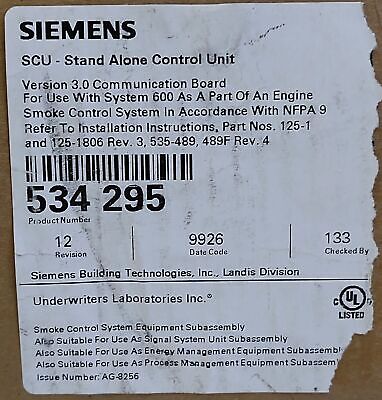 SIEMENS
SCU - Stand Alone Control Unit
Version 3.0 Communication Board
For Use With System 600 As A Part Of An Engine
Smoke Control System In Accordance With NFPA 9
Refer To Installation Instructions, Part Nos. 125-1
and 125-1806 Rev. 3, 535-489, 489F Rev. 4
534 295
Product Number
12 9926 133
Revision Date Code Checked By
Siemens Building Technologies, Inc., Landis Division
Underwriters Laboratories Inc.®
C UL
LISTED
Smoke Control System Equipment Subassembly
Also Suitable For Use As Signal System Unit Subassembly
Also Suitable For Use As Energy Management Equipment Subassembly
Also Suitable For Use As Process Management Equipment Subassembly
Issue Number: AG-8256